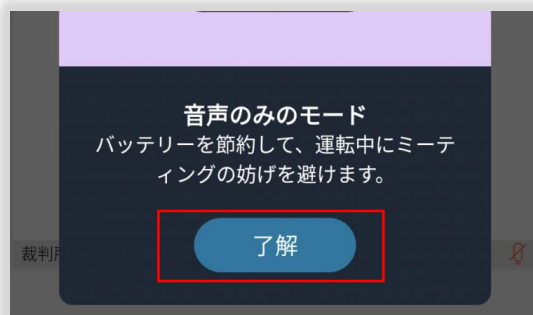 音声のみのモード
バッテリーを節約して、運転中にミーテ
ィングの妨げを避けます。
了解
裁判所